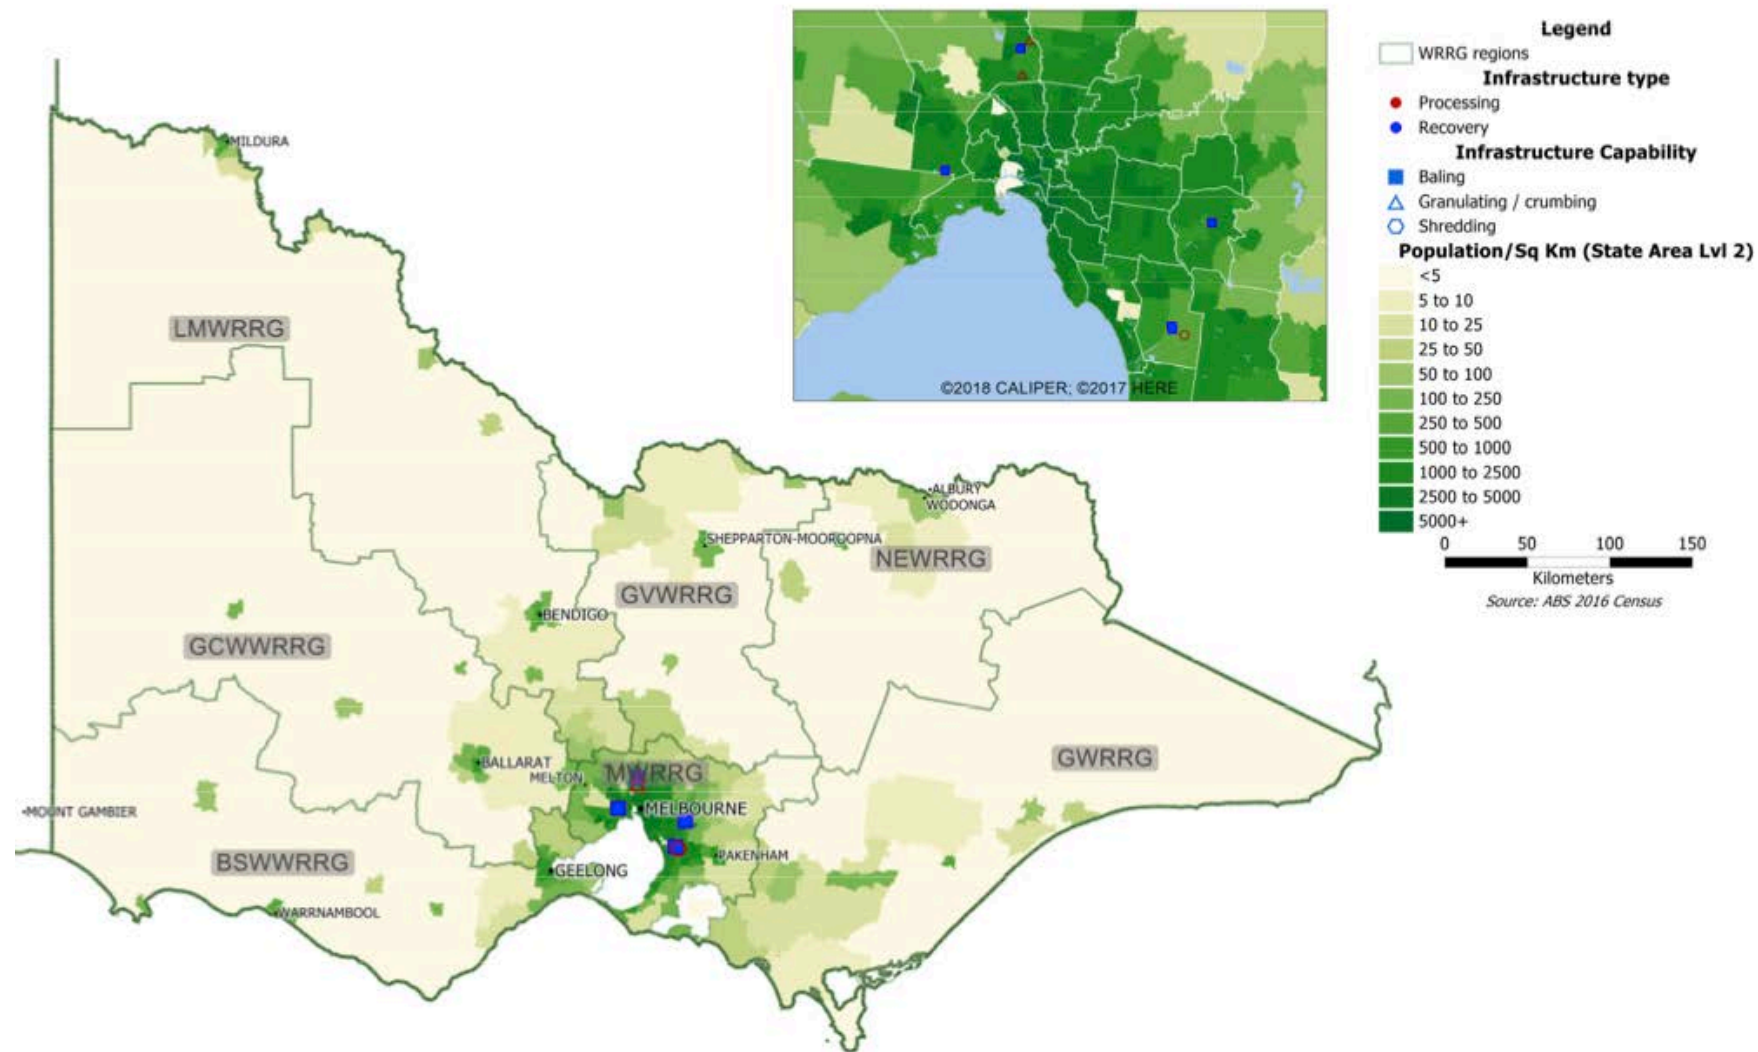 Legend
WRRG regions
Infrastructure type
Processing
Recovery
Infrastructure Capability
Baling
Granulating / crumbing
Shredding
Population/Sq Km (State Area Lvl 2)
<5
5 to 10
10 to 25
25 to 50
50 to 100
100 to 250
250 to 500
500 to 1000
1000 to 2500
2500 to 5000
5000+
0 50 100 150
Kilometers
Source: ABS 2016 Census
©2018 CALIPER; ©2017 HERE
MILDURA
LMWRRG
ALBURY
WODONGA
SHEPPARTON-MOOROOPNA
NEWRRG
GVWRRG
BENDIGO
GCWWRRG
BALLARAT
MELTON
MWRRG
GWRRG
MOUNT GAMBIER
MELBOURNE
BSWWRRG
GEELONG
PAKENHAM
WARRNAMBOOL